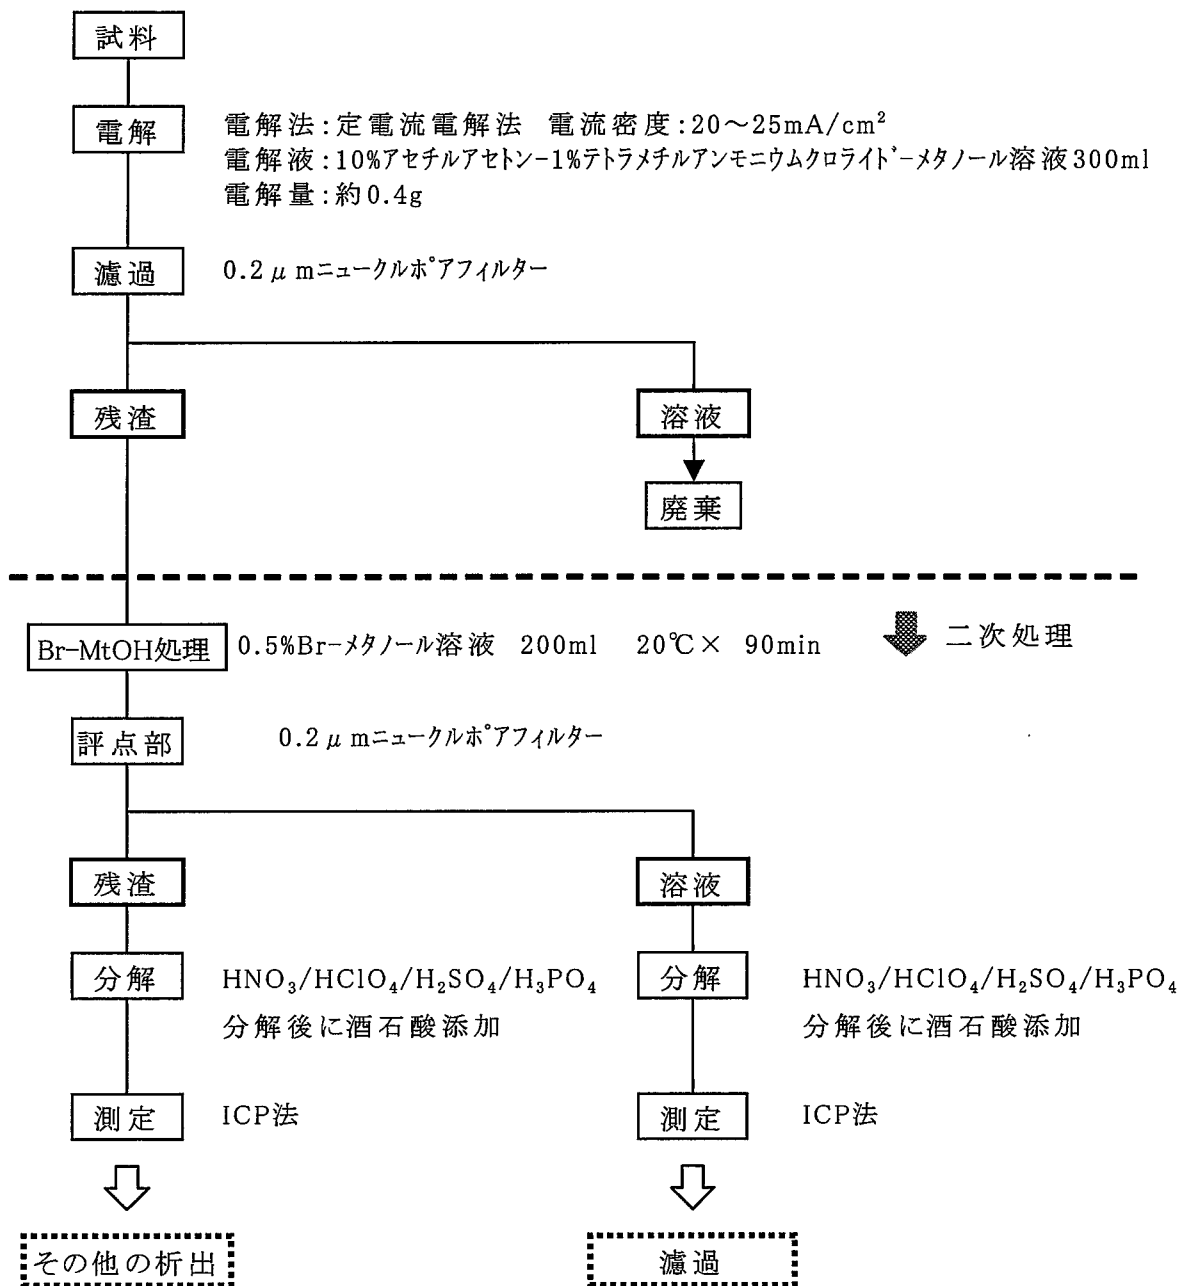 試料
電解
電解法:定電流電解法 電流密度:20～25mA/cm²
電解液:10%アセチルアセトン-1%テトラメチルアンモニウムクロライド-メタノール溶液300ml
電解量:約0.4g
濾過 0.2μmニュークルポアフィルター
残渣 溶液
廃棄
Br-MtOH処理 0.5%Br-メタノール溶液 200ml 20℃× 90min 二次処理
評点部 0.2μmニュークルポアフィルター
残渣 溶液
分解 HNO₃/HClO₄/H₂SO₄/H₃PO₄ 分解 HNO₃/HClO₄/H₂SO₄/H₃PO₄
分解後に酒石酸添加 分解後に酒石酸添加
測定 ICP法 測定 ICP法
その他の析出 濾過